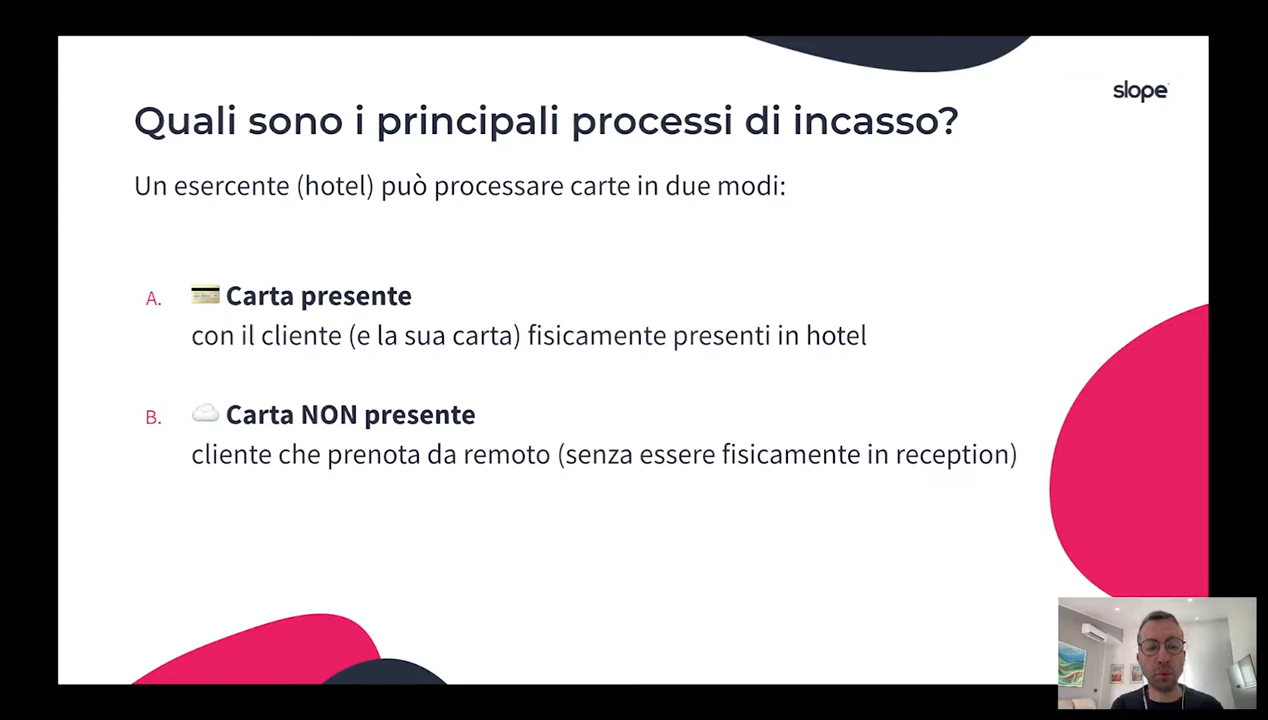 slope
Quali sono i principali processi di incasso?
Un esercente (hotel) può processare carte in due modi:
A. 💳 Carta presente
con il cliente (e la sua carta) fisicamente presenti in hotel
B. ☁️ Carta NON presente
cliente che prenota da remoto (senza essere fisicamente in reception)